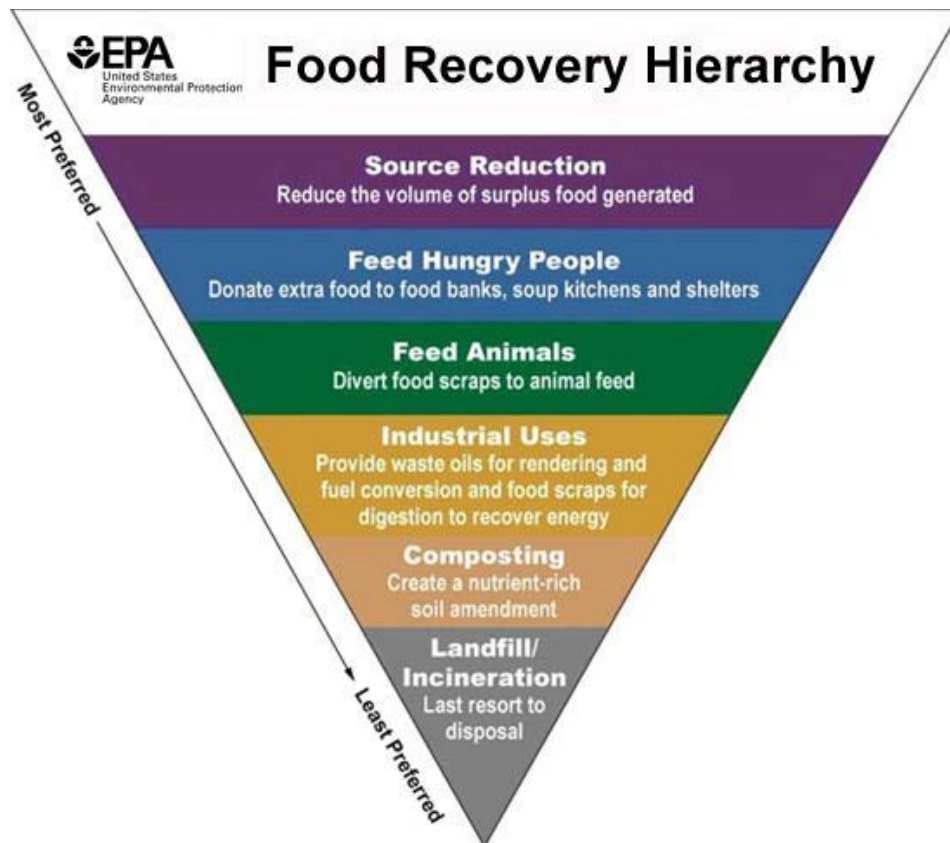 EPA
United States
Environmental Protection
Agency
Food Recovery Hierarchy
Most Preferred
Source Reduction
Reduce the volume of surplus food generated
Feed Hungry People
Donate extra food to food banks, soup kitchens and shelters
Feed Animals
Divert food scraps to animal feed
Industrial Uses
Provide waste oils for rendering and
fuel conversion and food scraps for
digestion to recover energy
Composting
Create a nutrient-rich
soil amendment
Landfill/
Incineration
Last resort to
disposal
Least Preferred